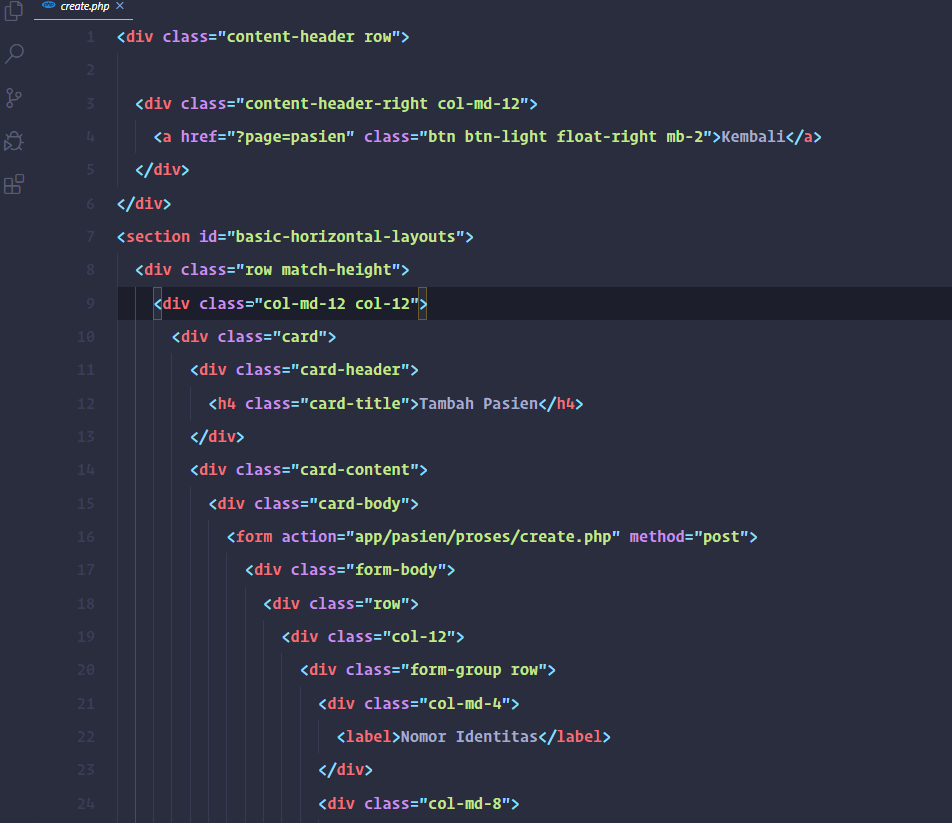 php create.php ×
1 <div class="content-header row">
2
3 <div class="content-header-right col-md-12">
4 <a href="?page=pasien" class="btn btn-light float-right mb-2">Kembali</a>
5 </div>
6 </div>
7 <section id="basic-horizontal-layouts">
8 <div class="row match-height">
9 <div class="col-md-12 col-12">
10 <div class="card">
11 <div class="card-header">
12 <h4 class="card-title">Tambah Pasien</h4>
13 </div>
14 <div class="card-content">
15 <div class="card-body">
16 <form action="app/pasien/proses/create.php" method="post">
17 <div class="form-body">
18 <div class="row">
19 <div class="col-12">
20 <div class="form-group row">
21 <div class="col-md-4">
22 <label>Nomor Identitas</label>
23 </div>
24 <div class="col-md-8">